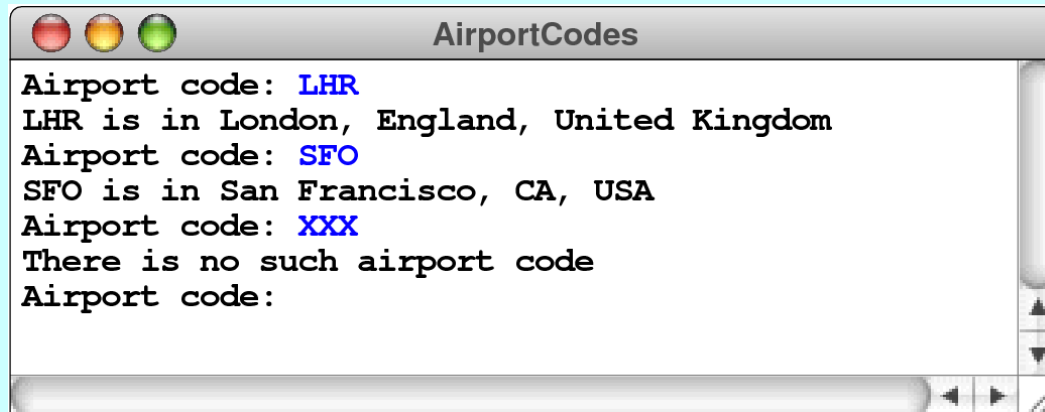 AirportCodes
Airport code: LHR
LHR is in London, England, United Kingdom
Airport code: SFO
SFO is in San Francisco, CA, USA
Airport code: XXX
There is no such airport code
Airport code: